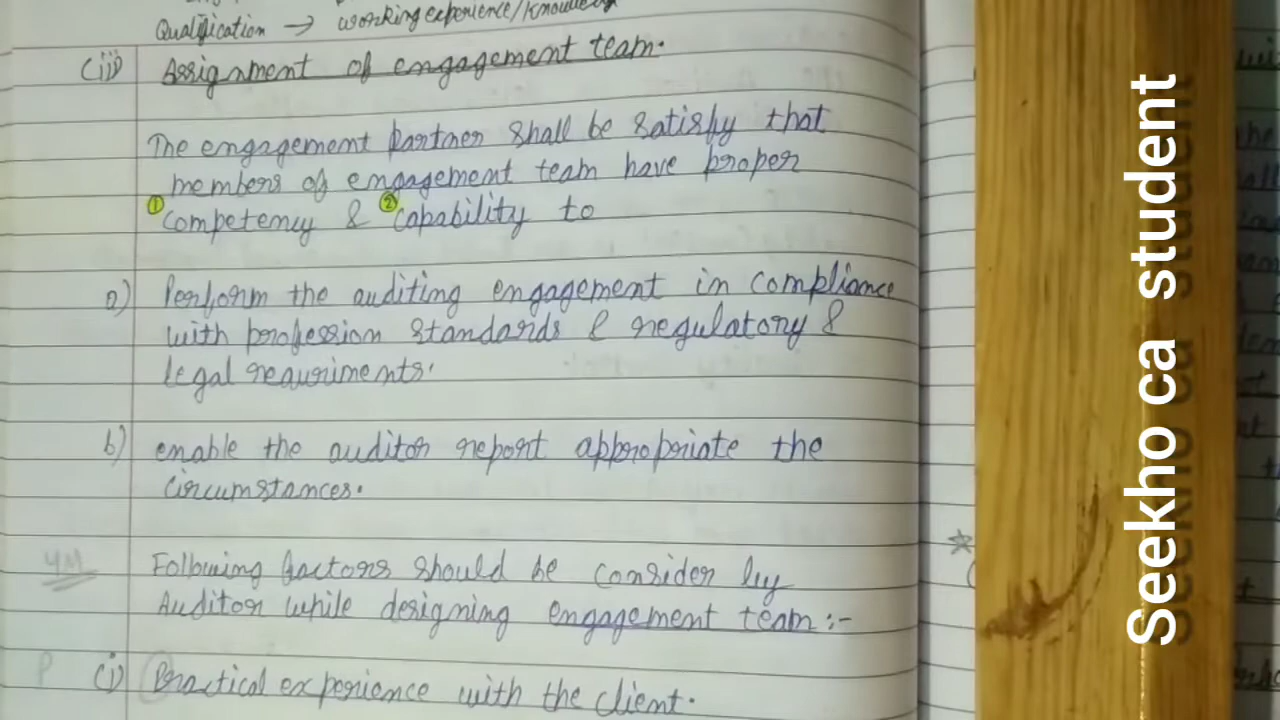 Qualification → working experience/knowledge
(iii) Assignment of engagement team.
The engagement partner shall be satisfy that
members of engagement team have proper
① competency & ② capability to
a) Perform the auditing engagement in compliance
with profession standards & regulatory &
legal requriments.
b) enable the auditor report appropriate the
circumstances.
4M Following factors should be consider by
Auditor while designing engagement team :-
P (i) Practical experience with the client.
Seekho ca student